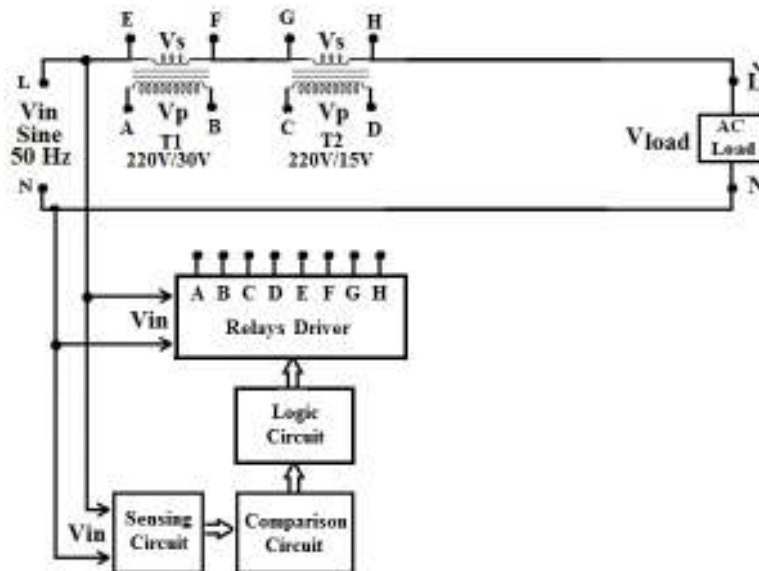 E F G H
Vs Vs
L
Vin
Sine
50 Hz
N
A Vp B
T1
220V/30V
C Vp D
T2
220V/15V
L̀
Vload
AC
Load
N
A B C D E F G H
Relays Driver
Vin
Logic
Circuit
Vin
Sensing
Circuit
Comparison
Circuit